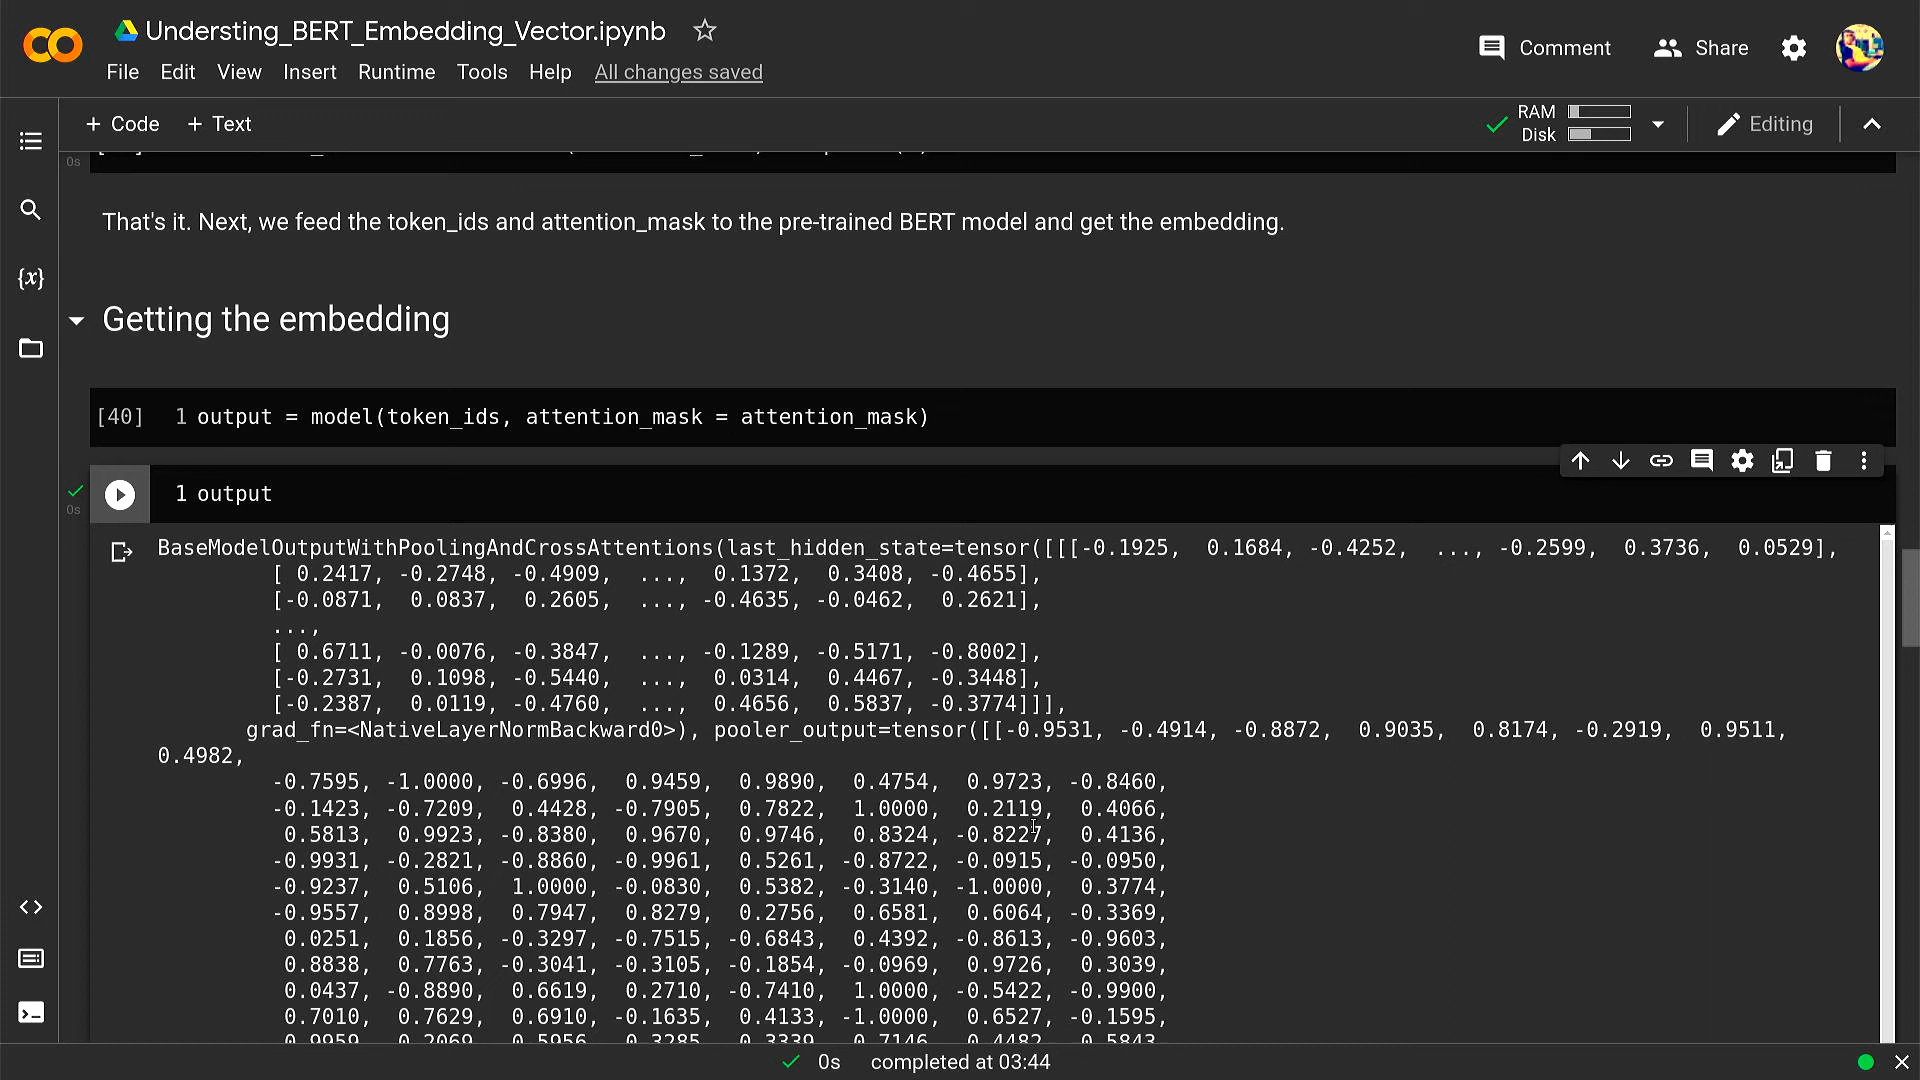 Understing_BERT_Embedding_Vector.ipynb
File Edit View Insert Runtime Tools Help All changes saved
Comment Share
+ Code + Text
RAM
Disk
Editing
0s
That's it. Next, we feed the token_ids and attention_mask to the pre-trained BERT model and get the embedding.
{x}
Getting the embedding
[40] 1 output = model(token_ids, attention_mask = attention_mask)
1 output
0s
BaseModelOutputWithPoolingAndCrossAttentions(last_hidden_state=tensor([[[-0.1925, 0.1684, -0.4252, ..., -0.2599, 0.3736, 0.0529],
[ 0.2417, -0.2748, -0.4909, ..., 0.1372, 0.3408, -0.4655],
[-0.0871, 0.0837, 0.2605, ..., -0.4635, -0.0462, 0.2621],
...,
[ 0.6711, -0.0076, -0.3847, ..., -0.1289, -0.5171, -0.8002],
[-0.2731, 0.1098, -0.5440, ..., 0.0314, 0.4467, -0.3448],
[-0.2387, 0.0119, -0.4760, ..., 0.4656, 0.5837, -0.3774]]],
grad_fn=<NativeLayerNormBackward0>), pooler_output=tensor([[-0.9531, -0.4914, -0.8872, 0.9035, 0.8174, -0.2919, 0.9511,
0.4982,
-0.7595, -1.0000, -0.6996, 0.9459, 0.9890, 0.4754, 0.9723, -0.8460,
-0.1423, -0.7209, 0.4428, -0.7905, 0.7822, 1.0000, 0.2119, 0.4066,
0.5813, 0.9923, -0.8380, 0.9670, 0.9746, 0.8324, -0.8227, 0.4136,
-0.9931, -0.2821, -0.8860, -0.9961, 0.5261, -0.8722, -0.0915, -0.0950,
-0.9237, 0.5106, 1.0000, -0.0830, 0.5382, -0.3140, -1.0000, 0.3774,
-0.9557, 0.8998, 0.7947, 0.8279, 0.2756, 0.6581, 0.6064, -0.3369,
0.0251, 0.1856, -0.3297, -0.7515, -0.6843, 0.4392, -0.8613, -0.9603,
0.8838, 0.7763, -0.3041, -0.3105, -0.1854, -0.0969, 0.9726, 0.3039,
0.0437, -0.8890, 0.6619, 0.2710, -0.7410, 1.0000, -0.5422, -0.9900,
0.7010, 0.7629, 0.6910, -0.1635, 0.4133, -1.0000, 0.6527, -0.1595,
0s completed at 03:44